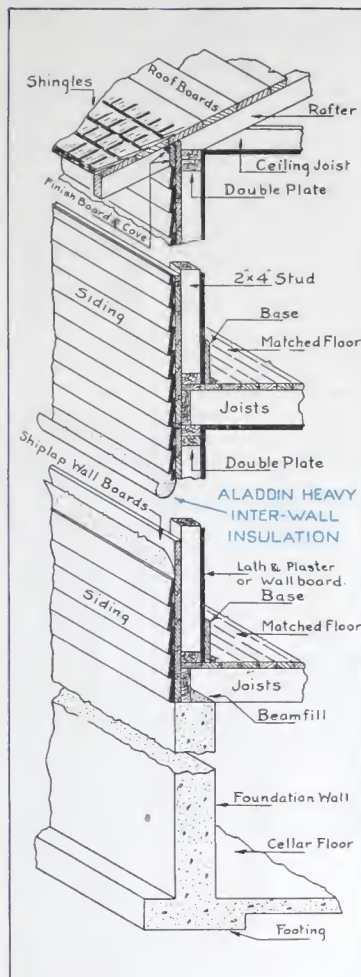 Shingles
Roof Boards
Rafter
Ceiling Joist
Double Plate
Finish Board & Cove
2"x4" Stud
Siding
Base
Matched Floor
Joists
Double Plate
Shiplap Wall Boards
ALADDIN HEAVY
INTER-WALL
INSULATION
Lath & Plaster
or Wall board.
Base
Siding
Matched Floor
Joists
Beamfill
Foundation Wall
Cellar Floor
Footing